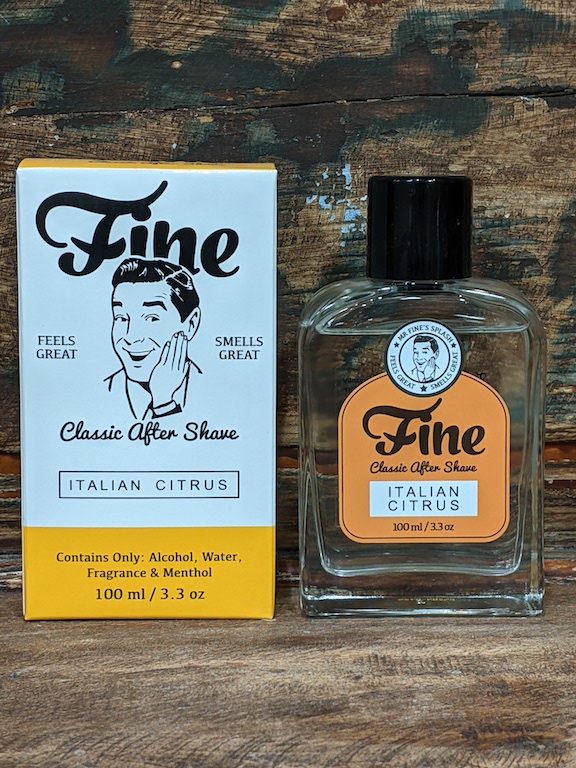 Fine
FEELS
GREAT
SMELLS
GREAT
Classic After Shave
ITALIAN CITRUS
Contains Only: Alcohol, Water,
Fragrance & Menthol
100 ml / 3.3 oz
MR FINE'S SPLASH
FEELS GREAT ★ SMELLS GREAT
Fine
Classic After Shave
ITALIAN
CITRUS
100 ml / 3.3 oz